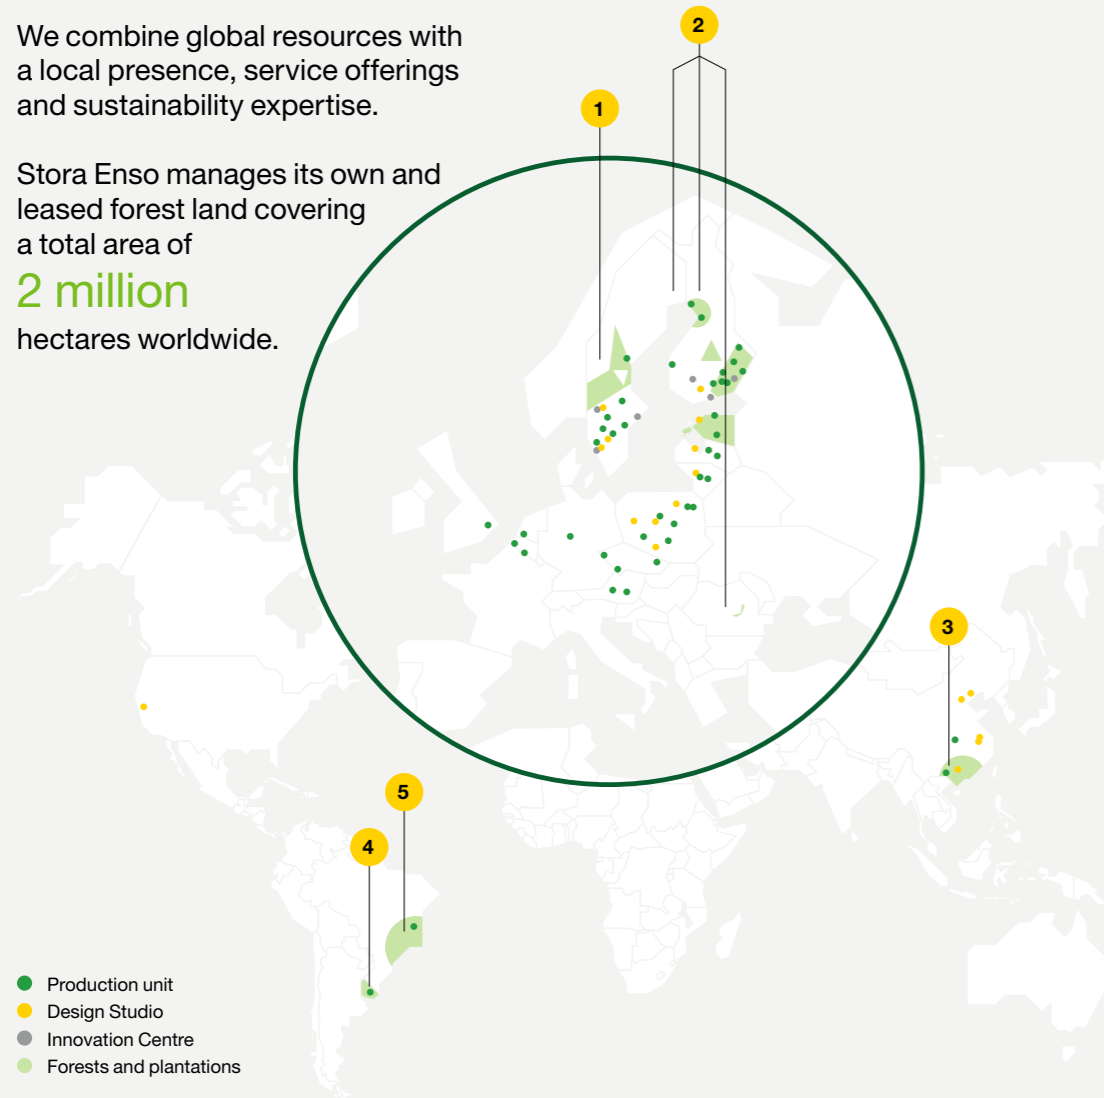 We combine global resources with
a local presence, service offerings
and sustainability expertise.
Stora Enso manages its own and
leased forest land covering
a total area of
2 million
hectares worldwide.
1
2
3
4
5
Production unit
Design Studio
Innovation Centre
Forests and plantations